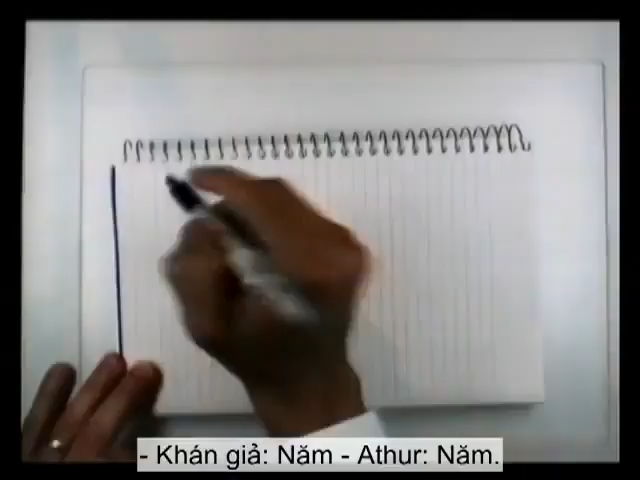 - Khán giả: Năm - Athur: Năm.